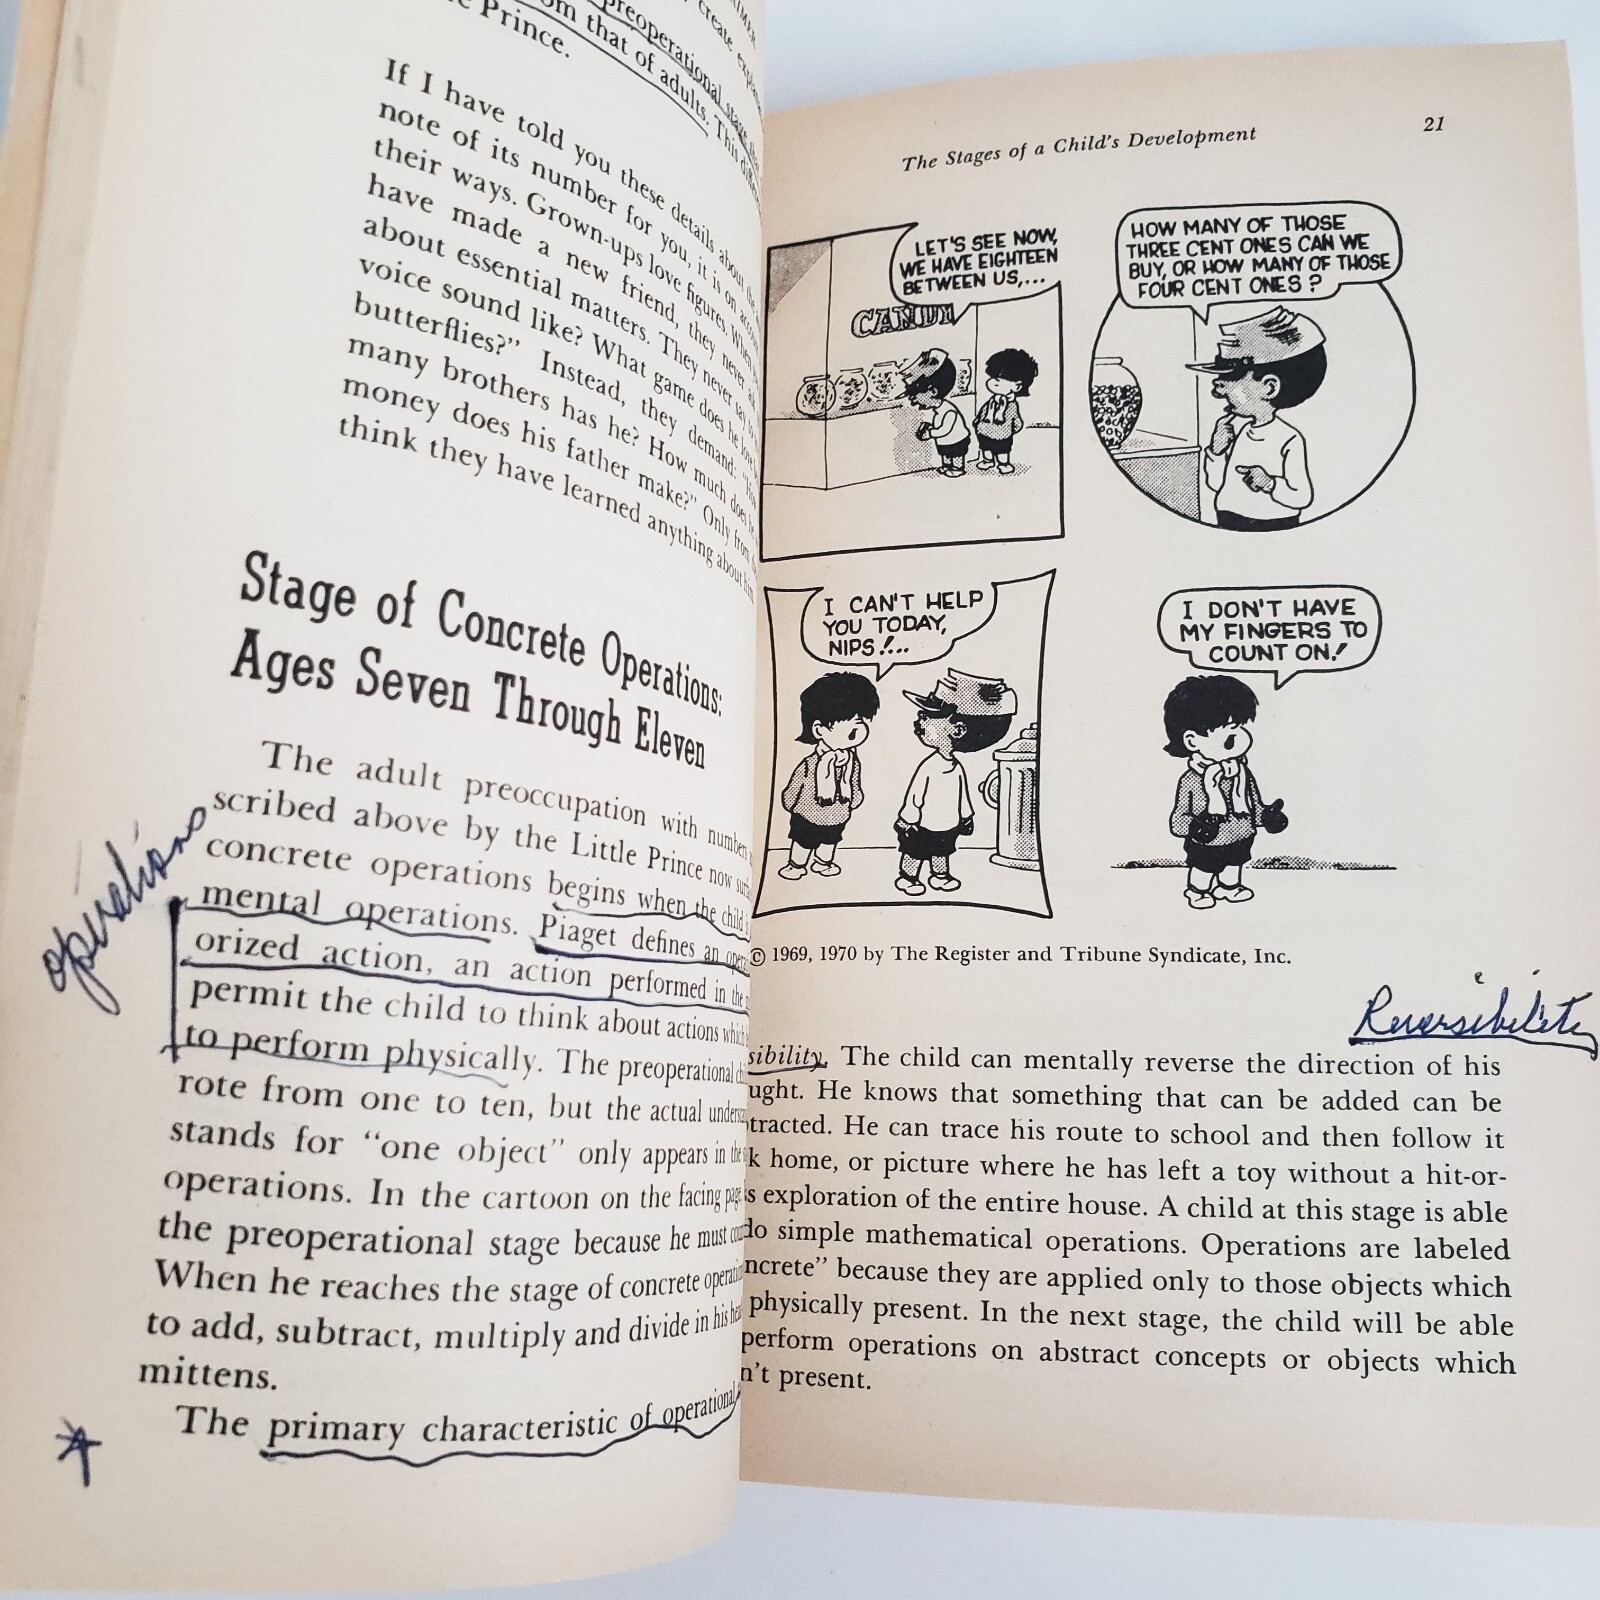 create
preoperational stage
that of adults. This
Prince.
If I have told you these details about the
note of its number for you, it is on
their ways. Grown-ups love figures. When
have made a new friend, they never
about essential matters. They never say to
voice sound like? What game does he love
butterflies?" Instead, they demand:
many brothers has he? How much does he
money does his father make?" Only from
think they have learned anything about him.
Stage of Concrete Operations:
Ages Seven Through Eleven
The adult preoccupation with numbers
scribed above by the Little Prince now
concrete operations begins when the child
mental operations. Piaget defines an
orized action, an action performed in the
permit the child to think about actions which
to perform physically. The preoperational
rote from one to ten, but the actual
stands for "one object" only appears in the
operations. In the cartoon on the facing page
the preoperational stage because he must
When he reaches the stage of concrete
to add, subtract, multiply and divide in his
mittens.
The primary characteristic of operational
operations
The Stages of a Child's Development
21
LET'S SEE NOW,
WE HAVE EIGHTEEN
BETWEEN US,...
CANDY
HOW MANY OF THOSE
THREE CENT ONES CAN WE
BUY, OR HOW MANY OF THOSE
FOUR CENT ONES?
I CAN'T HELP
YOU TODAY,
NIPS!...
I DON'T HAVE
MY FINGERS TO
COUNT ON!
© 1969, 1970 by The Register and Tribune Syndicate, Inc.
Reversibility
sibility. The child can mentally reverse the direction of his
ught. He knows that something that can be added can be
tracted. He can trace his route to school and then follow it
k home, or picture where he has left a toy without a hit-or-
s exploration of the entire house. A child at this stage is able
do simple mathematical operations. Operations are labeled
ncrete" because they are applied only to those objects which
physically present. In the next stage, the child will be able
perform operations on abstract concepts or objects which
n't present.